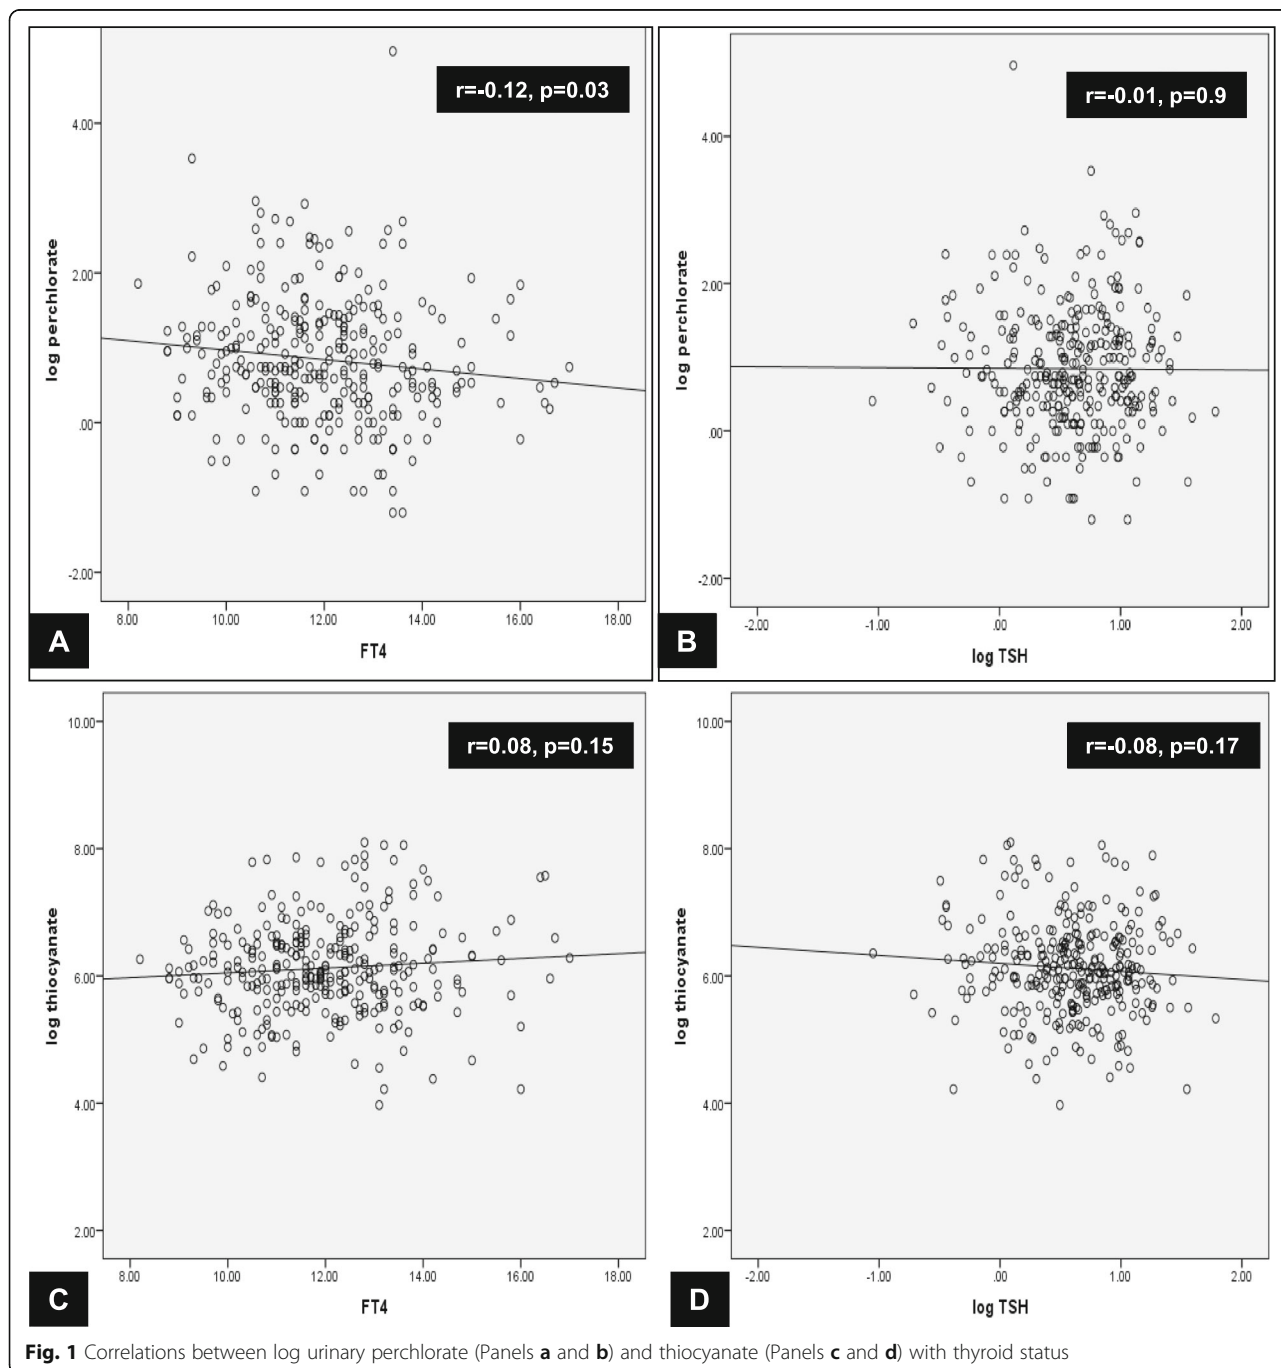 r=-0.12, p=0.03
log perchlorate
4.00
2.00
.00
-2.00
8.00 10.00 12.00 14.00 16.00 18.00
FT4
A
r=-0.01, p=0.9
log perchlorate
4.00
2.00
.00
-2.00
-2.00 -1.00 .00 1.00 2.00
log TSH
B
r=0.08, p=0.15
log thiocyanate
10.00
8.00
6.00
4.00
2.00
8.00 10.00 12.00 14.00 16.00 18.00
FT4
C
r=-0.08, p=0.17
log thiocyanate
10.00
8.00
6.00
4.00
2.00
-2.00 -1.00 .00 1.00 2.00
log TSH
D
Fig. 1 Correlations between log urinary perchlorate (Panels a and b) and thiocyanate (Panels c and d) with thyroid status